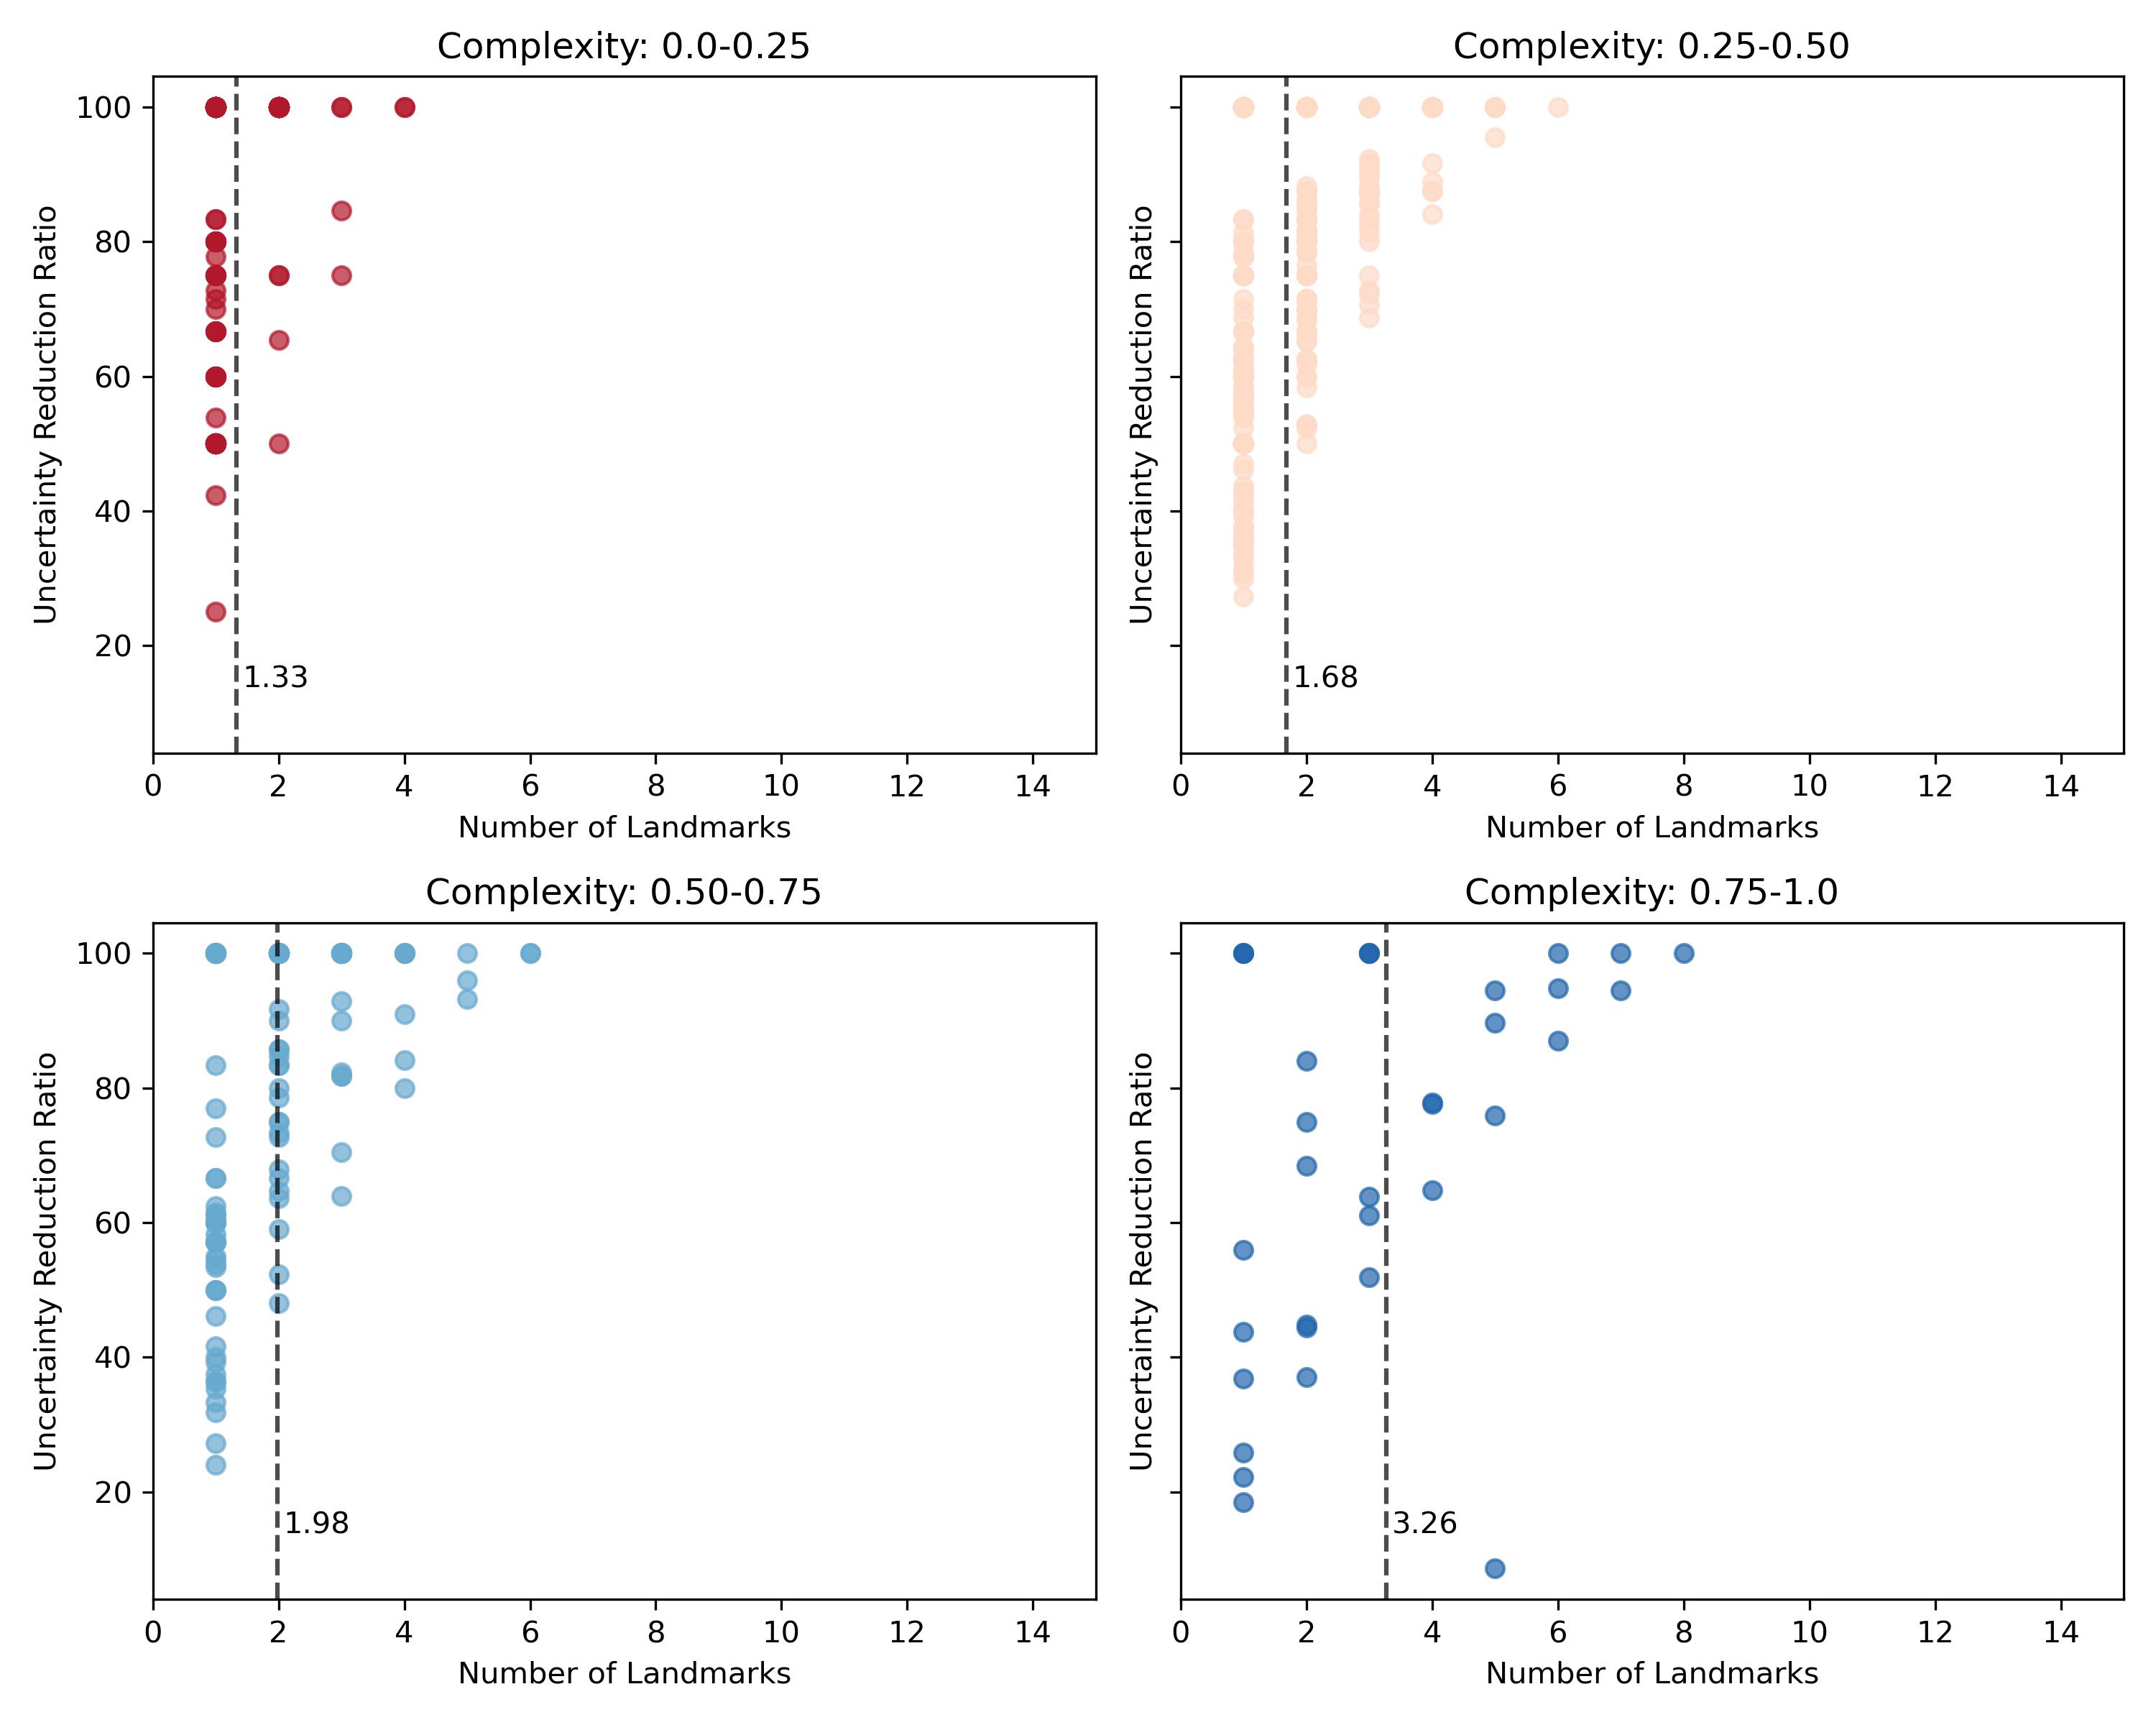 Complexity: 0.0-0.25
Uncertainty Reduction Ratio
100
80
60
40
20
1.33
0 2 4 6 8 10 12 14
Number of Landmarks
Complexity: 0.25-0.50
Uncertainty Reduction Ratio
1.68
0 2 4 6 8 10 12 14
Number of Landmarks
Complexity: 0.50-0.75
Uncertainty Reduction Ratio
100
80
60
40
20
1.98
0 2 4 6 8 10 12 14
Number of Landmarks
Complexity: 0.75-1.0
Uncertainty Reduction Ratio
3.26
0 2 4 6 8 10 12 14
Number of Landmarks